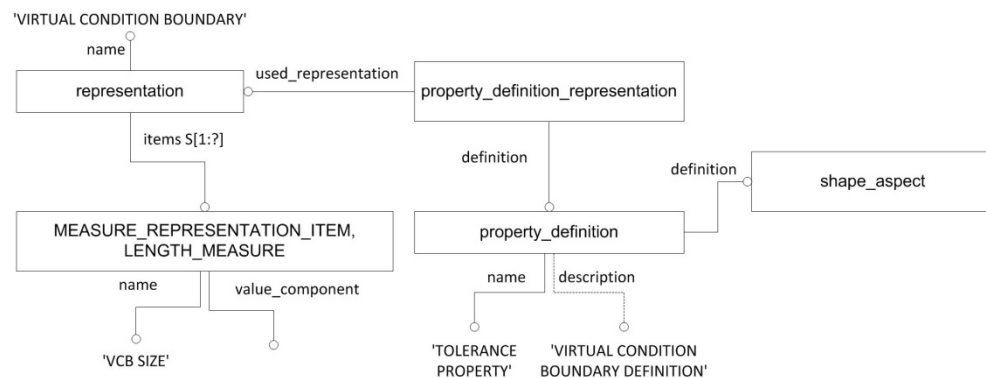 'VIRTUAL CONDITION BOUNDARY'
name
used_representation
representation
property_definition_representation
items S[1:?]
definition
definition
shape_aspect
MEASURE_REPRESENTATION_ITEM,
LENGTH_MEASURE
property_definition
name
value_component
name
description
'VCB SIZE'
'TOLERANCE
PROPERTY'
'VIRTUAL CONDITION
BOUNDARY DEFINITION'